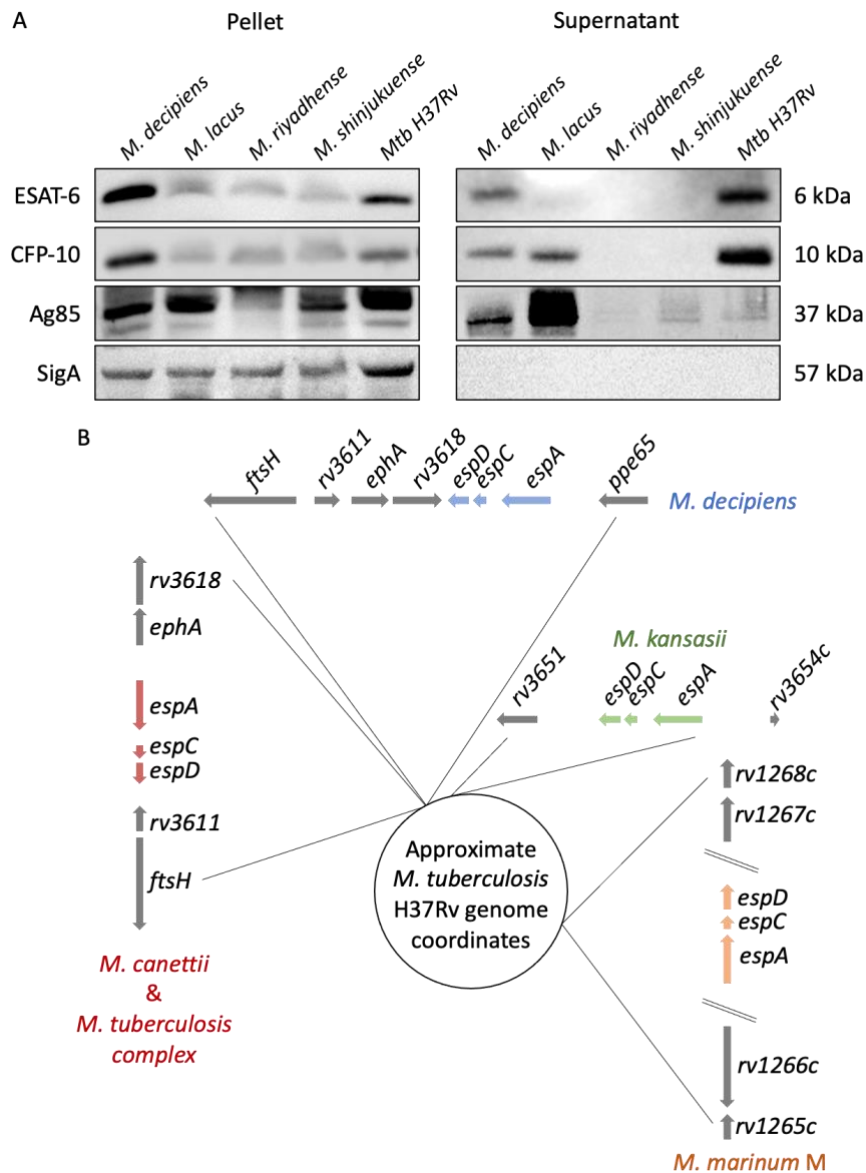 A
Pellet
Supernatant
M. decipiens
M. lacus
M. riyadhense
M. shinjukuense
Mtb H37Rv
M. decipiens
M. lacus
M. riyadhense
M. shinjukuense
Mtb H37Rv
ESAT-6
6 kDa
CFP-10
10 kDa
Ag85
37 kDa
SigA
57 kDa
B
ftsH
rv3611
ephA
rv3618
espD
espC
espA
ppe65
M. decipiens
rv3618
ephA
espA
espC
espD
rv3611
ftsH
M. canettii
&
M. tuberculosis
complex
M. kansasii
rv3651
espD
espC
espA
rv3654c
Approximate
M. tuberculosis
H37Rv genome
coordinates
rv1268c
rv1267c
espD
espC
espA
rv1266c
rv1265c
M. marinum M